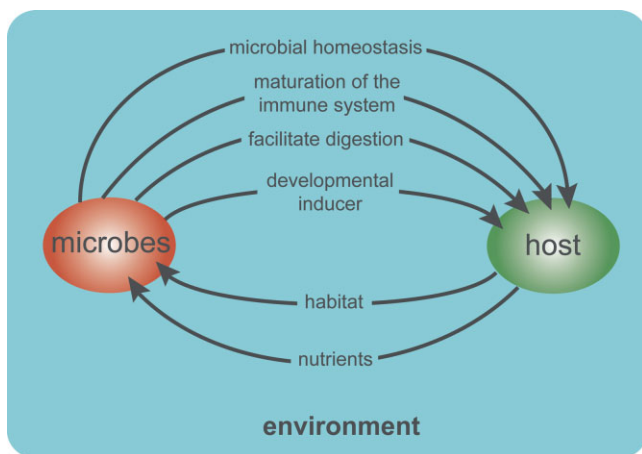 microbial homeostasis
maturation of the
immune system
facilitate digestion
developmental
inducer
microbes
host
habitat
nutrients
environment